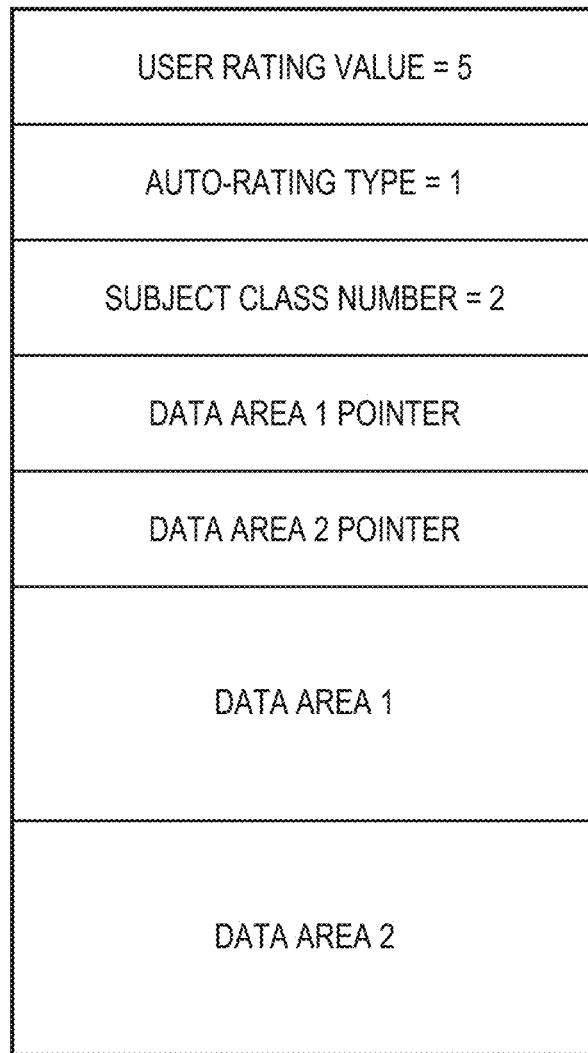 USER RATING VALUE = 5
AUTO-RATING TYPE = 1
SUBJECT CLASS NUMBER = 2
DATA AREA 1 POINTER
DATA AREA 2 POINTER
DATA AREA 1
DATA AREA 2